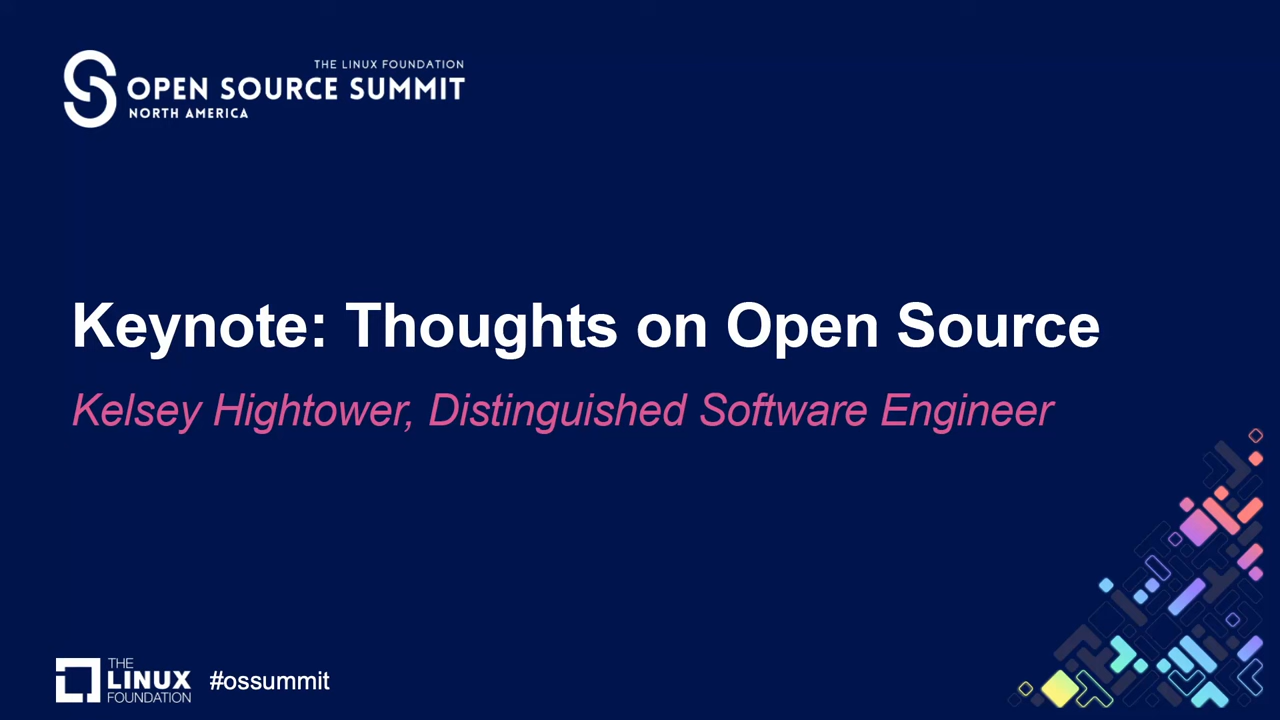 THE LINUX FOUNDATION
OPEN SOURCE SUMMIT
NORTH AMERICA
Keynote: Thoughts on Open Source
Kelsey Hightower, Distinguished Software Engineer
THE
LINUX
FOUNDATION
#ossummit